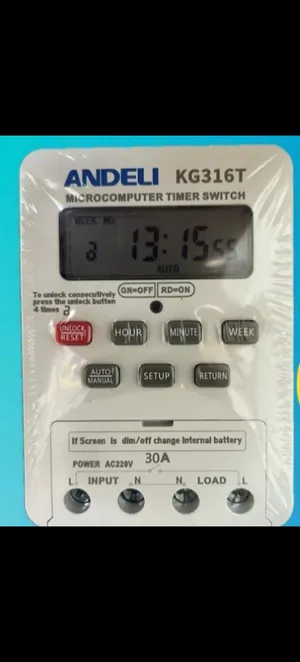 ANDELI KG316T
MICROCOMPUTER TIMER SWITCH
WEEK MO
13:15 55
AUTO
GN=OFF RD=ON
To unlock consecutively
press the unlock button
4 times
UNLOCK
RESET
HOUR
MINUTE
WEEK
AUTO/
MANUAL
SETUP
RETURN
If Screen is dim/off change internal battery
POWER AC220V 30A
L INPUT N N LOAD L